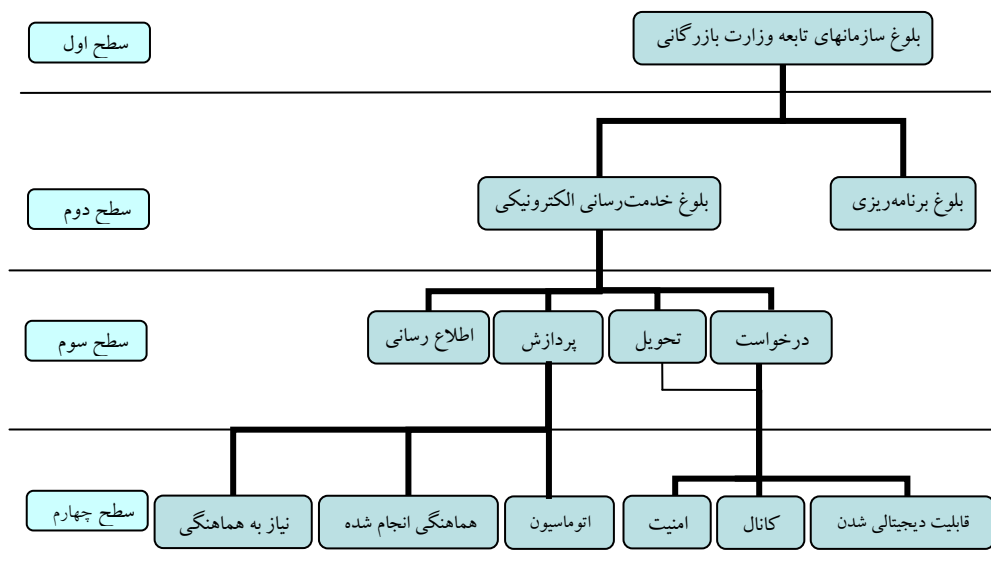 بلوغ سازمانهای تابعه وزارت بازرگانی
سطح اول
بلوغ برنامه‌ریزی
بلوغ خدمت‌رسانی الکترونیکی
سطح دوم
درخواست
تحویل
پردازش
اطلاع رسانی
سطح سوم
قابلیت دیجیتالی شدن
کانال
امنیت
اتوماسیون
هماهنگی انجام شده
نیاز به هماهنگی
سطح چهارم